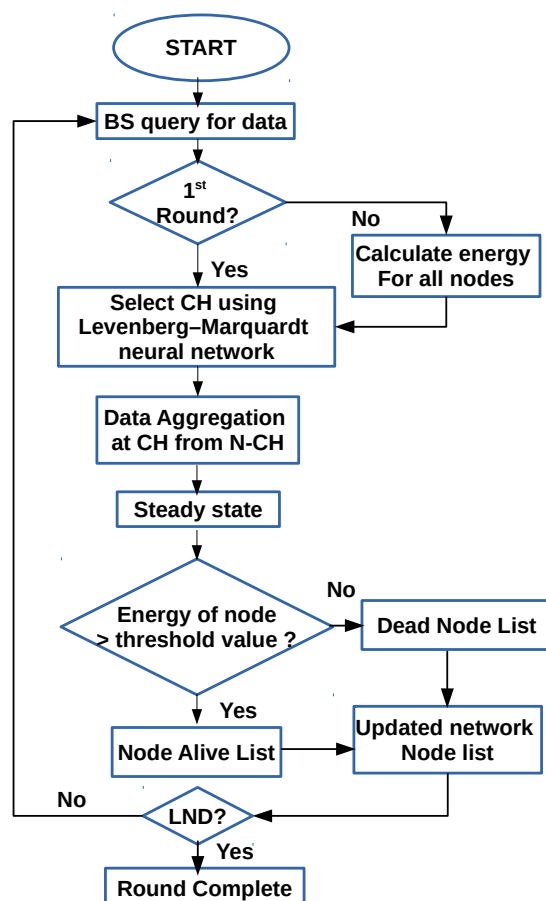 START
BS query for data
1st
Round?
No
Calculate energy
For all nodes
Yes
Select CH using
Levenberg–Marquardt
neural network
Data Aggregation
at CH from N-CH
Steady state
Energy of node
> threshold value ?
No
Dead Node List
Yes
Node Alive List
Updated network
Node list
No
LND?
Yes
Round Complete